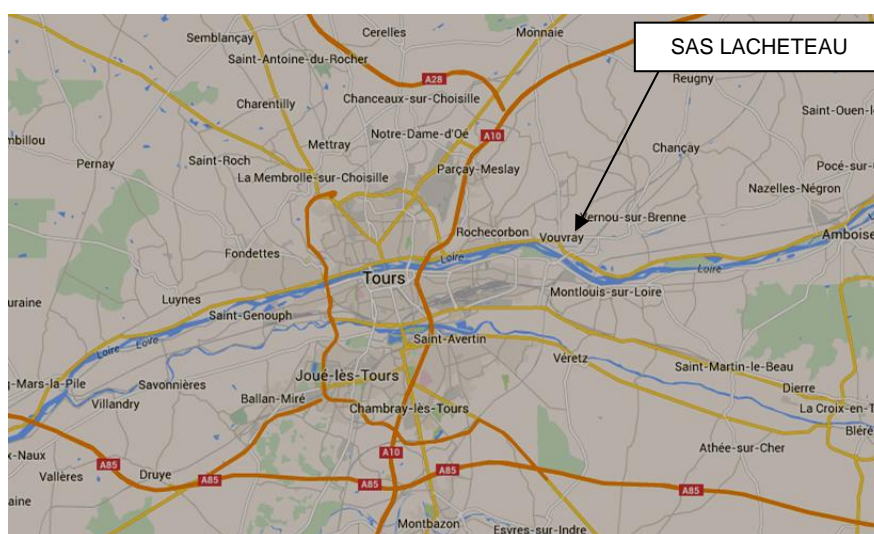 Semblançay
Cerelles
Monnaie
SAS LACHETEAU
Saint-Antoine-du-Rocher
A28
Reugny
Charentilly
Chanceaux-sur-Choisille
Saint-Ouen-l
mbillou
Mettray
Notre-Dame-d'Oé
A10
Chançay
Pernay
Saint-Roch
La Membrolle-sur-Choisille
Parçay-Meslay
Pocé-sur-
Nazelles-Négron
Vernou-sur-Brenne
Rochecorbon
Vouvray
Amboise
Fondettes
Loire
Loire
Tours
Luynes
Montlouis-sur-Loire
uraine
Saint-Genouph
Saint-Avertin
Loire
Loire
Véretz
Saint-Martin-le-Beau
Joué-lès-Tours
-Mars-la-Pile
Savonnières
Dierre
Villandry
Ballan-Miré
Chambray-lès-Tours
La Croix-en-T
Bléré
Athée-sur-Cher
x-Naux
A10
A85
Vallères
Druye
A85
A85
A85
A85
aine
Montbazon
Esvres-sur-Indre